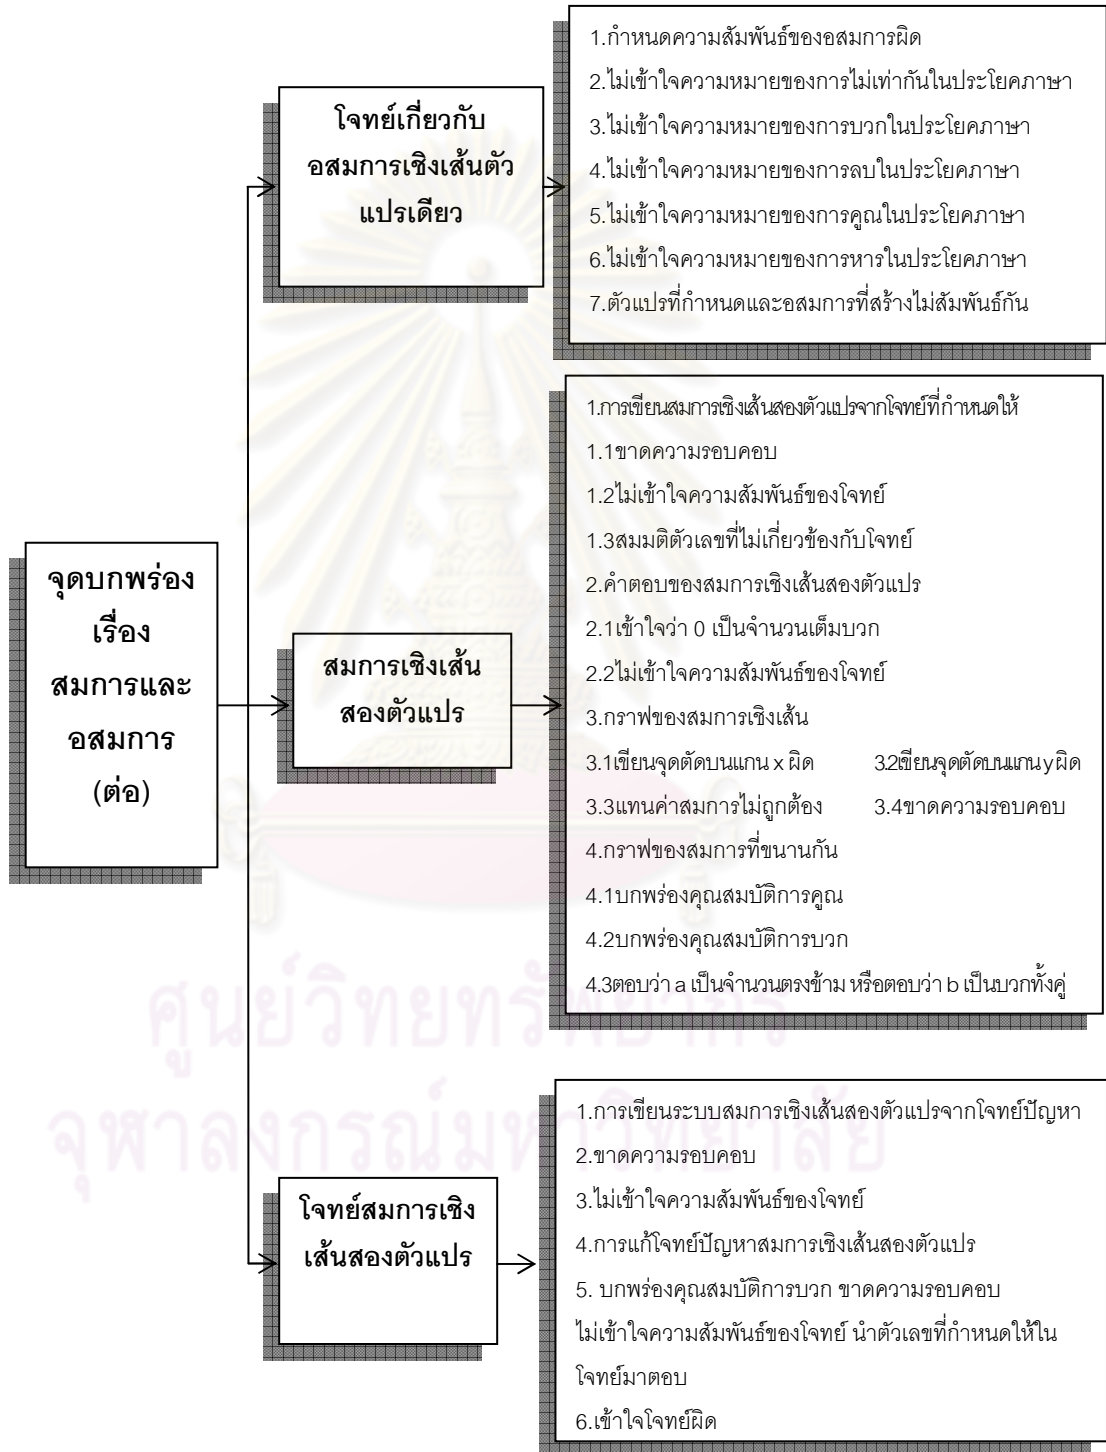 โจทย์เกี่ยวกับ
อสมการเชิงเส้นตัว
แปรเดียว
1.กำหนดความสัมพันธ์ของอสมการผิด
2.ไม่เข้าใจความหมายของการไม่เท่ากันในประโยคภาษา
3.ไม่เข้าใจความหมายของการบวกในประโยคภาษา
4.ไม่เข้าใจความหมายของการลบในประโยคภาษา
5.ไม่เข้าใจความหมายของการคูณในประโยคภาษา
6.ไม่เข้าใจความหมายของการหารในประโยคภาษา
7.ตัวแปรที่กำหนดและอสมการที่สร้างไม่สัมพันธ์กัน
จุดบกพร่อง
เรื่อง
สมการและ
อสมการ
(ต่อ)
สมการเชิงเส้น
สองตัวแปร
1.การเขียนสมการเชิงเส้นสองตัวแปรจากโจทย์ที่กำหนดให้
1.1ขาดความรอบคอบ
1.2ไม่เข้าใจความสัมพันธ์ของโจทย์
1.3สมมติตัวเลขที่ไม่เกี่ยวข้องกับโจทย์
2.คำตอบของสมการเชิงเส้นสองตัวแปร
2.1เข้าใจว่า 0 เป็นจำนวนเต็มบวก
2.2ไม่เข้าใจความสัมพันธ์ของโจทย์
3.กราฟของสมการเชิงเส้น
3.1เขียนจุดตัดบนแกน x ผิด 3.2เขียนจุดตัดบนแกน y ผิด
3.3แทนค่าสมการไม่ถูกต้อง 3.4ขาดความรอบคอบ
4.กราฟของสมการที่ขนานกัน
4.1บกพร่องคุณสมบัติการคูณ
4.2บกพร่องคุณสมบัติการบวก
4.3ตอบว่า a เป็นจำนวนตรงข้าม หรือตอบว่า b เป็นบวกทั้งคู่
ศูนย์วิทยทรัพยากร
จุฬาลงกรณ์มหาวิทยาลัย
โจทย์สมการเชิง
เส้นสองตัวแปร
1.การเขียนระบบสมการเชิงเส้นสองตัวแปรจากโจทย์ปัญหา
2.ขาดความรอบคอบ
3.ไม่เข้าใจความสัมพันธ์ของโจทย์
4.การแก้โจทย์ปัญหาสมการเชิงเส้นสองตัวแปร
5. บกพร่องคุณสมบัติการบวก ขาดความรอบคอบ
ไม่เข้าใจความสัมพันธ์ของโจทย์ นำตัวเลขที่กำหนดให้ใน
โจทย์มาตอบ
6.เข้าใจโจทย์ผิด